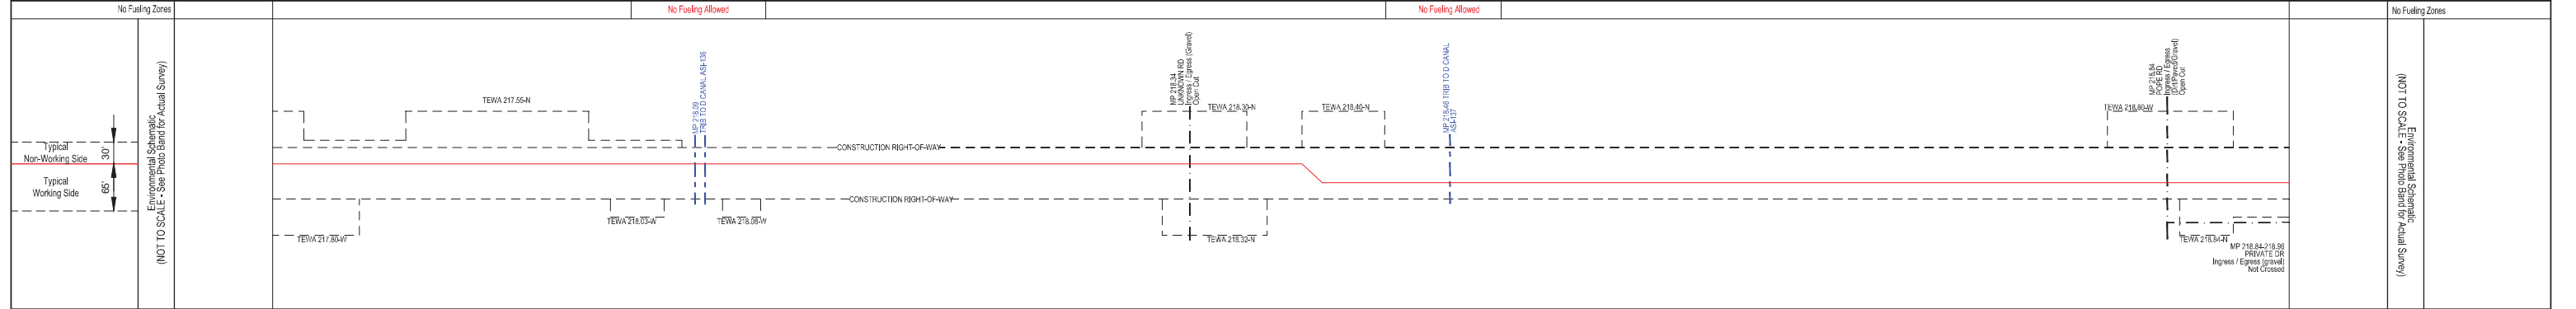 No Fueling Zones
No Fueling Allowed
No Fueling Allowed
No Fueling Zones
Environmental Schematic
(NOT TO SCALE - See Photo Band for Actual Survey)
Typical
Non-Working Side
30'
Typical
Working Side
65'
TEWA 217.55-N
TEWA 217.80-W
TEWA 218.03-W
MP 218.09
TRIB TO D CANAL ASI-138
TEWA 218.08-W
CONSTRUCTION RIGHT-OF-WAY
CONSTRUCTION RIGHT-OF-WAY
MP 218.34
UNKNOWN RD
Ingress / Egress (Gravel)
Open Cut
TEWA 218.30-N
TEWA 218.32-N
TEWA 218.40-N
MP 218.46 TRIB TO D CANAL
ASI-137
MP 218.84
POPE RD
Ingress / Egress
(Dirt/Paved/Gravel)
Open Cut
TEWA 218.80-W
TEWA 218.84-N
MP 218.84-218.96
PRIVATE DR
Ingress / Egress (gravel)
Not Crossed
Environmental Schematic
(NOT TO SCALE - See Photo Band for Actual Survey)